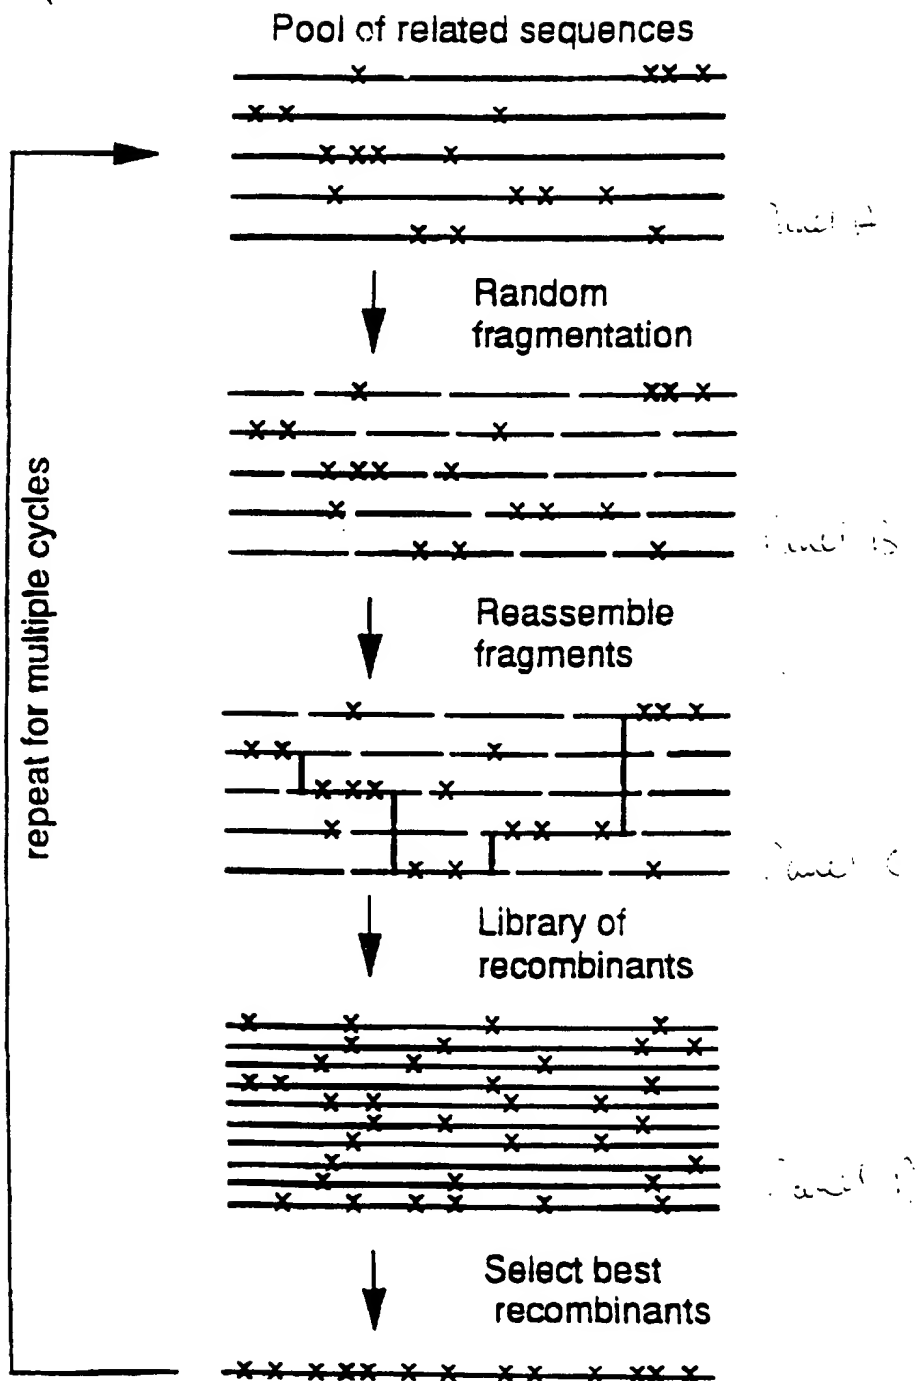 Pool of related sequences
Random
fragmentation
Reassemble
fragments
repeat for multiple cycles
Library of
recombinants
Select best
recombinants